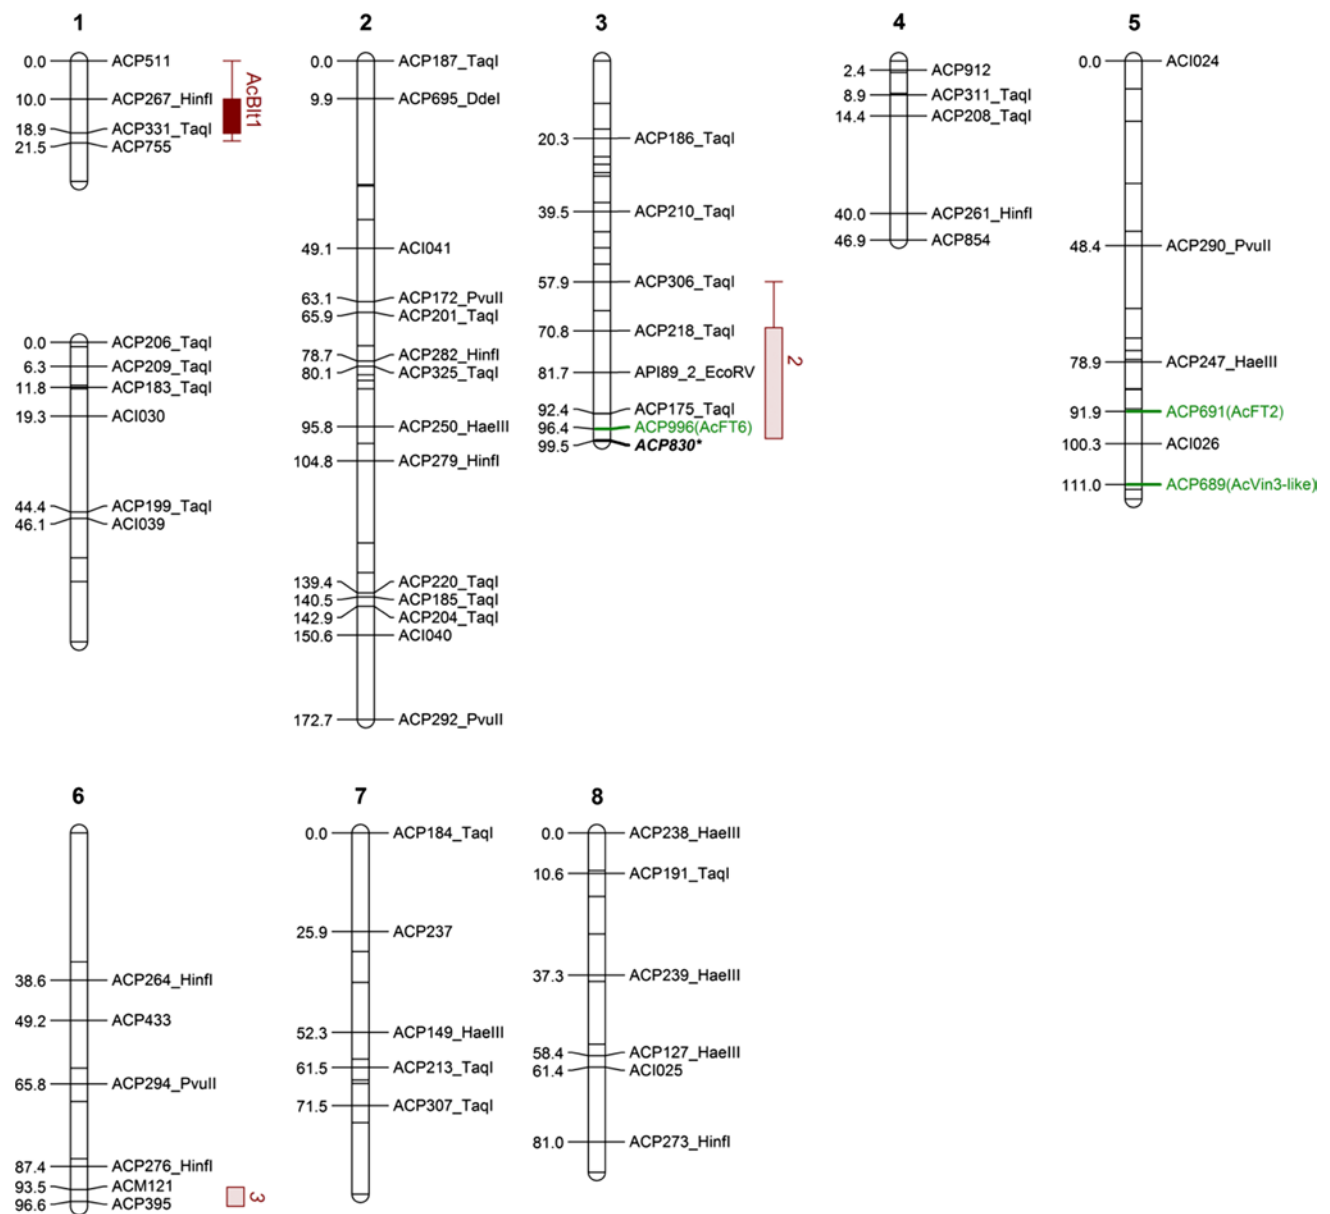 1
0.0 ACP511
10.0 ACP267_HinfI
18.9 ACP331_TaqI
21.5 ACP755
AcBlt1
0.0 ACP206_TaqI
6.3 ACP209_TaqI
11.8 ACP183_TaqI
19.3 ACI030
44.4 ACP199_TaqI
46.1 ACI039
2
0.0 ACP187_TaqI
9.9 ACP695_DdeI
49.1 ACI041
63.1 ACP172_PvuII
65.9 ACP201_TaqI
78.7 ACP282_HinfI
80.1 ACP325_TaqI
95.8 ACP250_HaeIII
104.8 ACP279_HinfI
139.4 ACP220_TaqI
140.5 ACP185_TaqI
142.9 ACP204_TaqI
150.6 ACI040
172.7 ACP292_PvuII
3
20.3 ACP186_TaqI
39.5 ACP210_TaqI
57.9 ACP306_TaqI
70.8 ACP218_TaqI
81.7 API89_2_EcoRV
92.4 ACP175_TaqI
96.4 ACP996(AcFT6)
99.5 ACP830*
2
4
2.4 ACP912
8.9 ACP311_TaqI
14.4 ACP208_TaqI
40.0 ACP261_HinfI
46.9 ACP854
5
0.0 ACI024
48.4 ACP290_PvuII
78.9 ACP247_HaeIII
91.9 ACP691(AcFT2)
100.3 ACI026
111.0 ACP689(AcVin3-like)
6
38.6 ACP264_HinfI
49.2 ACP433
65.8 ACP294_PvuII
87.4 ACP276_HinfI
93.5 ACM121
96.6 ACP395
3
7
0.0 ACP184_TaqI
25.9 ACP237
52.3 ACP149_HaeIII
61.5 ACP213_TaqI
71.5 ACP307_TaqI
8
0.0 ACP238_HaeIII
10.6 ACP191_TaqI
37.3 ACP239_HaeIII
58.4 ACP127_HaeIII
61.4 ACI025
81.0 ACP273_HinfI